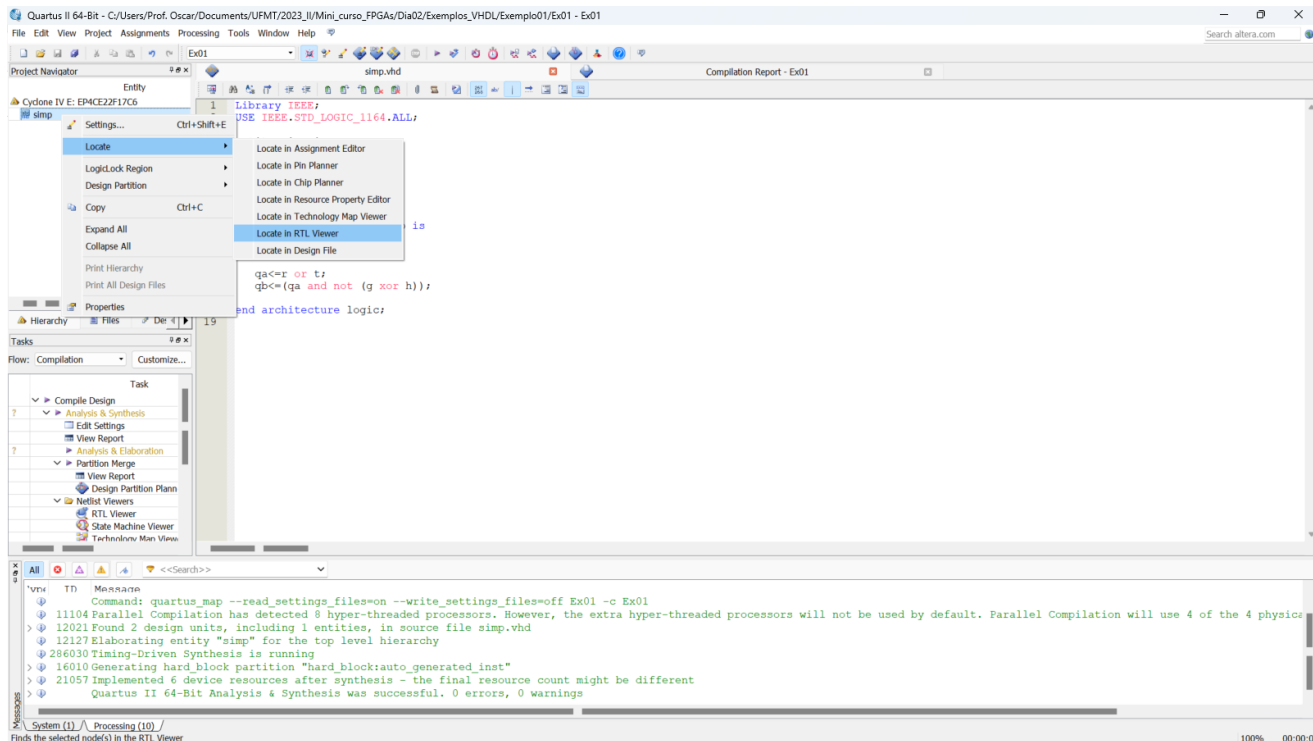 Quartus II 64-Bit - C:/Users/Prof. Oscar/Documents/UFMT/2023_II/Mini_curso_FPGAs/Dia02/Exemplos_VHDL/Exemplo01/Ex01 - Ex01
File Edit View Project Assignments Processing Tools Window Help
Search altera.com
Ex01
Project Navigator
simp.vhd
Compilation Report - Ex01
Entity
Cyclone IV E: EP4CE22F17C6
simp
1 Library IEEE;
USE IEEE.STD_LOGIC_1164.ALL;
Settings... Ctrl+Shift+E
Locate
LogicLock Region
Design Partition
Copy Ctrl+C
Expand All
Collapse All
Print Hierarchy
Print All Design Files
Properties
Locate in Assignment Editor
Locate in Pin Planner
Locate in Chip Planner
Locate in Resource Property Editor
Locate in Technology Map Viewer
Locate in RTL Viewer
Locate in Design File
is
qa<=r or t;
qb<=(qa and not (g xor h));
end architecture logic;
19
Hierarchy Files De
Tasks
Flow: Compilation Customize...
Task
Compile Design
? Analysis & Synthesis
Edit Settings
View Report
? Analysis & Elaboration
Partition Merge
View Report
Design Partition Plann
Netlist Viewers
RTL Viewer
State Machine Viewer
Technology Map View
All <<Search>>
Type ID Message
Command: quartus_map --read_settings_files=on --write_settings_files=off Ex01 -c Ex01
11104 Parallel Compilation has detected 8 hyper-threaded processors. However, the extra hyper-threaded processors will not be used by default. Parallel Compilation will use 4 of the 4 physica
12021 Found 2 design units, including 1 entities, in source file simp.vhd
12127 Elaborating entity "simp" for the top level hierarchy
286030 Timing-Driven Synthesis is running
16010 Generating hard_block partition "hard_block:auto_generated_inst"
21057 Implemented 6 device resources after synthesis - the final resource count might be different
Quartus II 64-Bit Analysis & Synthesis was successful. 0 errors, 0 warnings
Messages
System (1) Processing (10)
Finds the selected node(s) in the RTL Viewer
100% 00:00:0